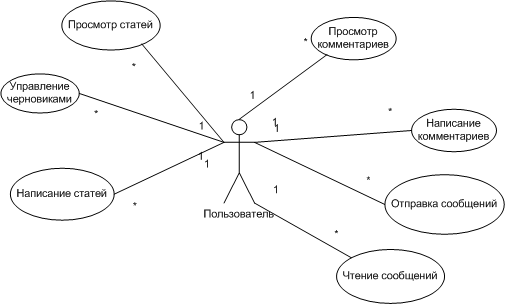 Просмотр статей
Просмотр
комментариев
*
*
Управление
черновиками
*
1
1
1
1
*
Написание
комментариев
1
1
Написание статей
*
1
*
Отправка сообщений
Пользователь
*
Чтение сообщений